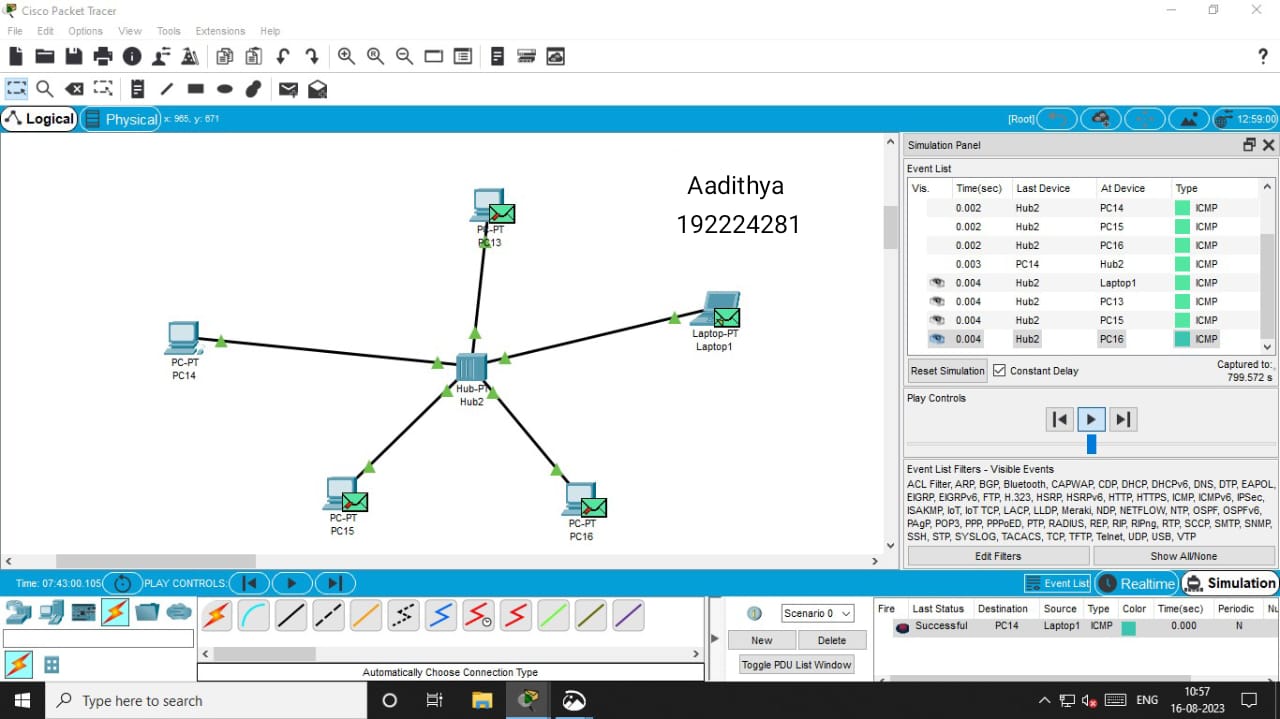 Cisco Packet Tracer
File Edit Options View Tools Extensions Help
?
Logical Physical x: 965, y: 671 [Root] 12:59:00
Simulation Panel
Event List
Vis. Time(sec) Last Device At Device Type
0.002 Hub2 PC14 ICMP
0.002 Hub2 PC15 ICMP
0.002 Hub2 PC16 ICMP
0.003 PC14 Hub2 ICMP
0.004 Hub2 Laptop1 ICMP
0.004 Hub2 PC13 ICMP
0.004 Hub2 PC15 ICMP
0.004 Hub2 PC16 ICMP
Reset Simulation Constant Delay Captured to:
799.572 s
Play Controls
Event List Filters - Visible Events
ACL Filter, ARP, BGP, Bluetooth, CAPWAP, CDP, DHCP, DHCPv6, DNS, DTP, EAPOL,
EIGRP, EIGRPv6, FTP, H.323, HSRP, HSRPv6, HTTP, HTTPS, ICMP, ICMPv6, IPSec,
ISAKMP, IoT, IoT TCP, LACP, LLDP, Meraki, NDP, NETFLOW, NTP, OSPF, OSPFv6,
PAgP, POP3, PPP, PPPoED, PTP, RADIUS, REP, RIP, RIPng, RTP, SCCP, SMTP, SNMP,
SSH, STP, SYSLOG, TACACS, TCP, TFTP, Telnet, UDP, USB, VTP
Edit Filters Show All/None
Aadithya
192224281
PC-PT
PC13
PC-PT
PC14
Laptop-PT
Laptop1
Hub-PT
Hub2
PC-PT
PC15
PC-PT
PC16
Time: 07:43:00.105 PLAY CONTROLS: Event List Realtime Simulation
Automatically Choose Connection Type
Scenario 0
New Delete
Toggle PDU List Window
Fire Last Status Destination Source Type Color Time(sec) Periodic
Successful PC14 Laptop1 ICMP 0.000 N
Type here to search
ENG
10:57
16-08-2023